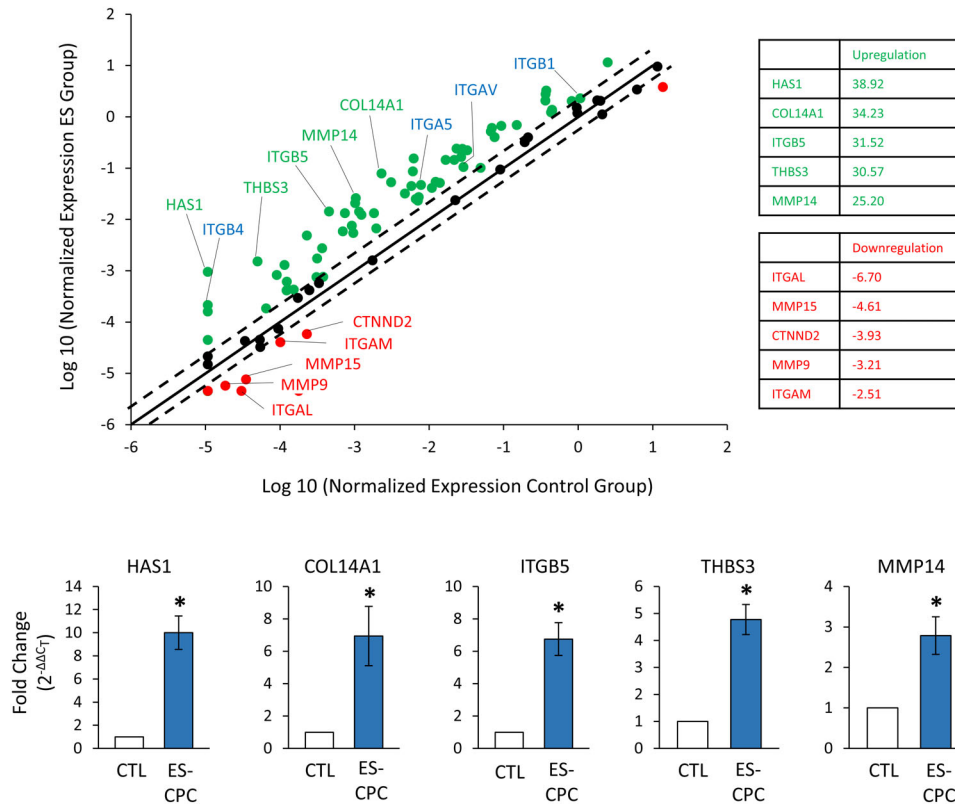 Log 10 (Normalized Expression ES Group)
2
1
0
-1
-2
-3
-4
-5
-6
ITGB1
ITGAV
COL14A1
ITGA5
MMP14
ITGB5
THBS3
HAS1
ITGB4
CTNND2
ITGAM
MMP15
MMP9
ITGAL
-6 -5 -4 -3 -2 -1 0 1 2
Log 10 (Normalized Expression Control Group)
Upregulation
HAS1 38.92
COL14A1 34.23
ITGB5 31.52
THBS3 30.57
MMP14 25.20
Downregulation
ITGAL -6.70
MMP15 -4.61
CTNND2 -3.93
MMP9 -3.21
ITGAM -2.51
Fold Change
(2^-ΔΔC_T)
HAS1
14
12
10
8
6
4
2
0
*
CTL ES-
CPC
COL14A1
10
8
6
4
2
0
*
CTL ES-
CPC
ITGB5
10
8
6
4
2
0
*
CTL ES-
CPC
THBS3
6
5
4
3
2
1
0
*
CTL ES-
CPC
MMP14
4
3
2
1
0
*
CTL ES-
CPC